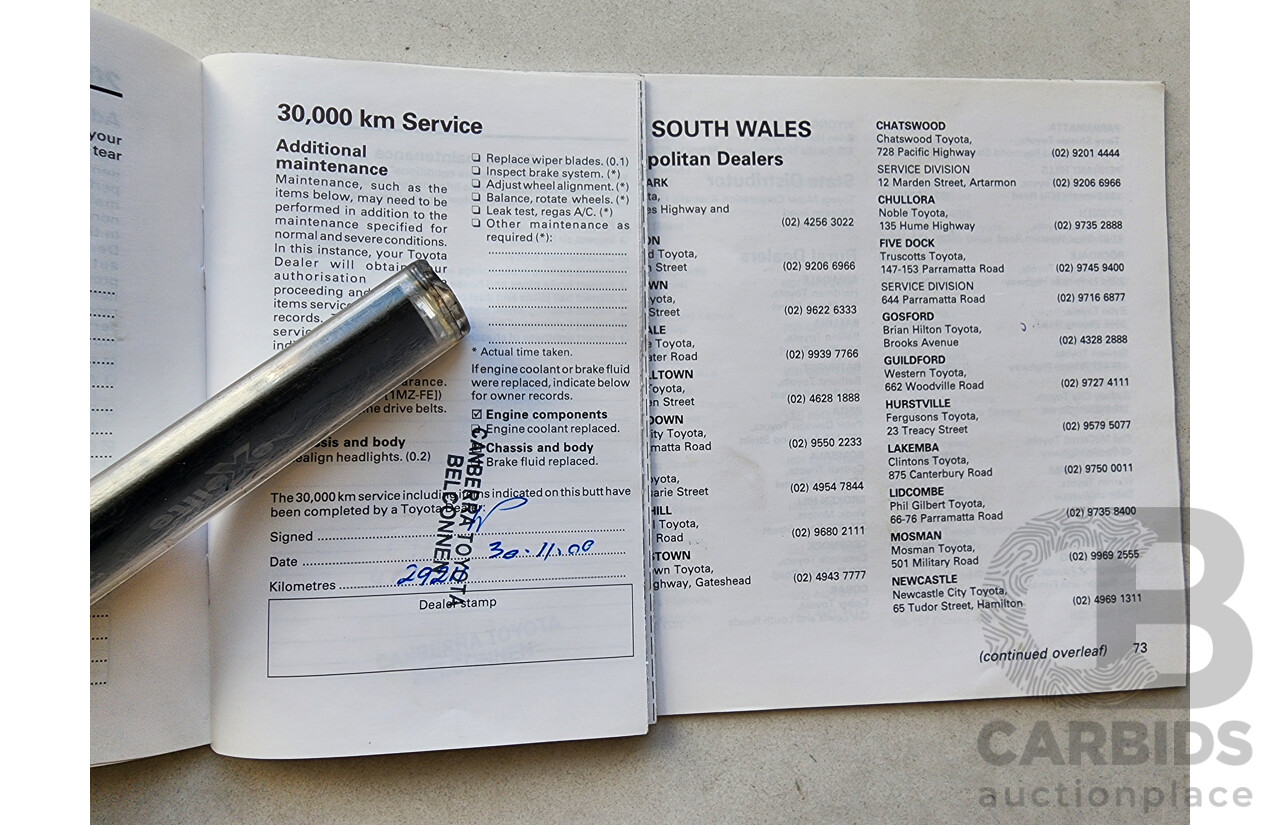 your
tear
30,000 km Service
Additional
maintenance
Maintenance, such as the
items below, may need to be
performed in addition to the
maintenance specified for
normal and severe conditions.
In this instance, your Toyota
Dealer will obtain
authorisation
proceeding and
items
records.
arance.
[1MZ-FE])
drive belts.
and body
align headlights. (0.2)
❏ Replace wiper blades. (0.1)
❏ Inspect brake system. (*)
❏ Adjust wheel alignment. (*)
❏ Balance, rotate wheels. (*)
❏ Leak test, regas A/C. (*)
❏ Other maintenance as
required (*):
* Actual time taken.
If engine coolant or brake fluid
were replaced, indicate below
for owner records.
☑ Engine components
Engine coolant replaced.
Chassis and body
Brake fluid replaced.
The 30,000 km service including items indicated on this butt have
been completed by a Toyota Dealer:
Signed
Date 30.11.00
Kilometres
Dealer stamp
CANBERRA TOYOTA
BELCONNEN
SOUTH WALES
politan Dealers
ARK
ta,
es Highway and
(02) 4256 3022
ON
d Toyota,
n Street (02) 9206 6966
WN
yota,
Street (02) 9622 6333
ALE
e Toyota,
ater Road (02) 9939 7766
LLTOWN
Toyota,
en Street (02) 4628 1888
DOWN
ity Toyota,
matta Road (02) 9550 2233
yota,
arie Street (02) 4954 7844
HILL
l Toyota,
Road (02) 9680 2111
STOWN
wn Toyota,
ghway, Gateshead (02) 4943 7777
CHATSWOOD
Chatswood Toyota,
728 Pacific Highway (02) 9201 4444
SERVICE DIVISION
12 Marden Street, Artarmon (02) 9206 6966
CHULLORA
Noble Toyota,
135 Hume Highway (02) 9735 2888
FIVE DOCK
Truscotts Toyota,
147-153 Parramatta Road (02) 9745 9400
SERVICE DIVISION
644 Parramatta Road (02) 9716 6877
GOSFORD
Brian Hilton Toyota,
Brooks Avenue (02) 4328 2888
GUILDFORD
Western Toyota,
662 Woodville Road (02) 9727 4111
HURSTVILLE
Fergusons Toyota,
23 Treacy Street (02) 9579 5077
LAKEMBA
Clintons Toyota,
875 Canterbury Road (02) 9750 0011
LIDCOMBE
Phil Gilbert Toyota,
66-76 Parramatta Road (02) 9735 8400
MOSMAN
Mosman Toyota,
501 Military Road (02) 9969 2555
NEWCASTLE
Newcastle City Toyota,
65 Tudor Street, Hamilton (02) 4969 1311
(continued overleaf) 73
CB
CARBIDS
auctionplace